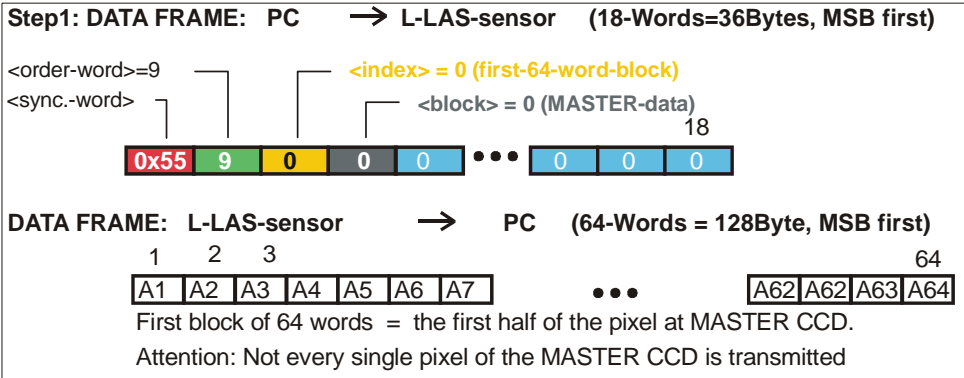 Step1: DATA FRAME: PC → L-LAS-sensor (18-Words=36Bytes, MSB first)
<order-word>=9
<index> = 0 (first-64-word-block)
<sync.-word>
<block> = 0 (MASTER-data)
18
0x55 9 0 0 0 ••• 0 0 0
DATA FRAME: L-LAS-sensor → PC (64-Words = 128Byte, MSB first)
1 2 3 64
A1 A2 A3 A4 A5 A6 A7 ••• A62 A62 A63 A64
First block of 64 words = the first half of the pixel at MASTER CCD.
Attention: Not every single pixel of the MASTER CCD is transmitted